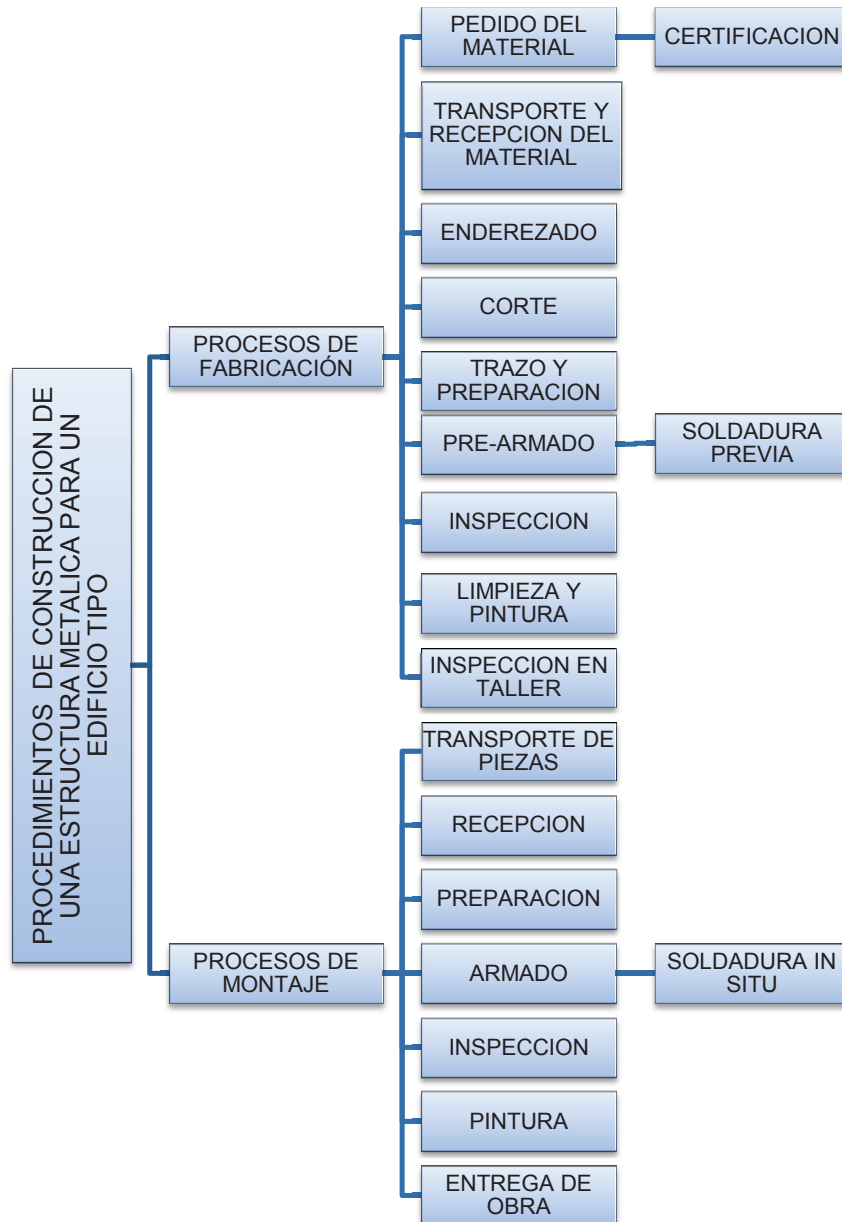 PROCEDIMIENTOS DE CONSTRUCCION DE
UNA ESTRUCTURA METALICA PARA UN
EDIFICIO TIPO
PROCESOS DE
FABRICACIÓN
PEDIDO DEL
MATERIAL
CERTIFICACION
TRANSPORTE Y
RECEPCION DEL
MATERIAL
ENDEREZADO
CORTE
TRAZO Y
PREPARACION
PRE-ARMADO
SOLDADURA
PREVIA
INSPECCION
LIMPIEZA Y
PINTURA
INSPECCION EN
TALLER
PROCESOS DE
MONTAJE
TRANSPORTE DE
PIEZAS
RECEPCION
PREPARACION
ARMADO
SOLDADURA IN
SITU
INSPECCION
PINTURA
ENTREGA DE
OBRA